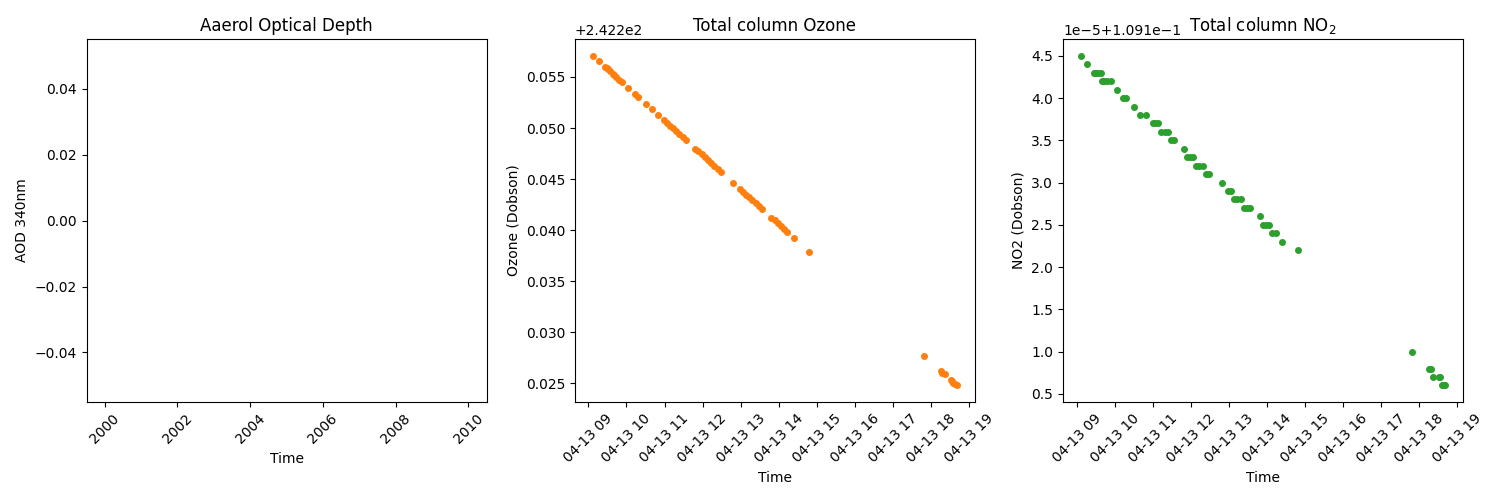 Aaerol Optical Depth
AOD 340nm
0.04
0.02
0.00
−0.02
−0.04
2000 2002 2004 2006 2008 2010
Time
Total column Ozone
+2.422e2
Ozone (Dobson)
0.055
0.050
0.045
0.040
0.035
0.030
0.025
04-13 09 04-13 10 04-13 11 04-13 12 04-13 13 04-13 14 04-13 15 04-13 16 04-13 17 04-13 18 04-13 19
Time
Total column NO₂
1e−5+1.091e−1
NO2 (Dobson)
4.5
4.0
3.5
3.0
2.5
2.0
1.5
1.0
0.5
04-13 09 04-13 10 04-13 11 04-13 12 04-13 13 04-13 14 04-13 15 04-13 16 04-13 17 04-13 18 04-13 19
Time